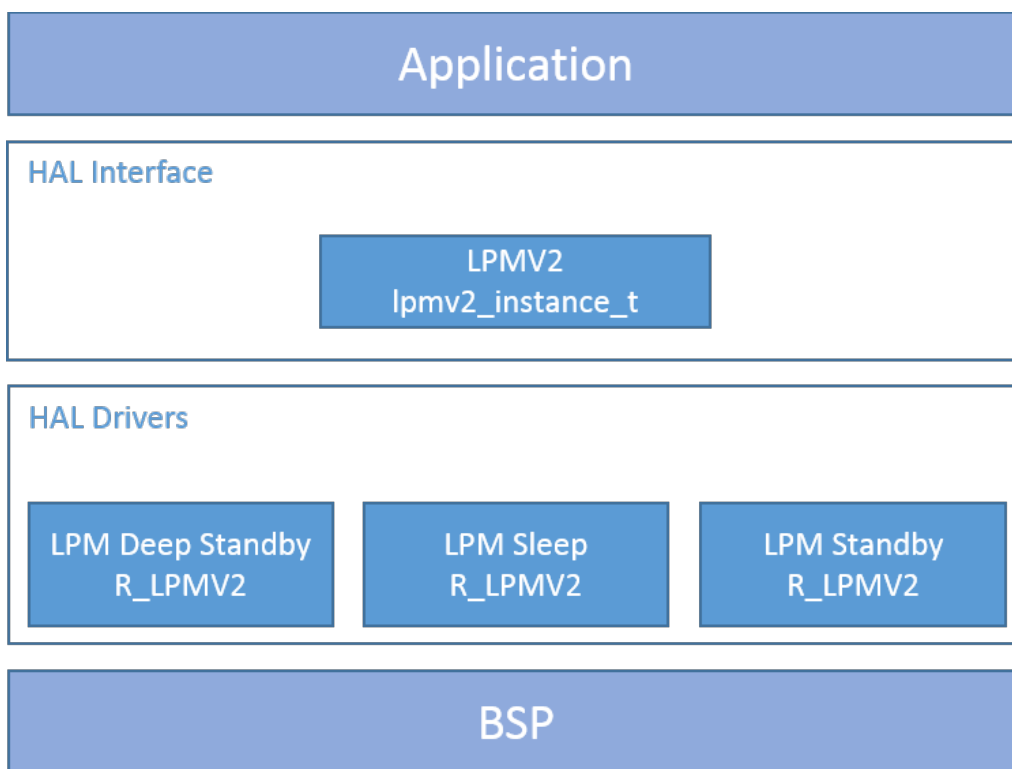 Application
HAL Interface
LPMV2
lpmv2_instance_t
HAL Drivers
LPM Deep Standby
R_LPMV2
LPM Sleep
R_LPMV2
LPM Standby
R_LPMV2
BSP